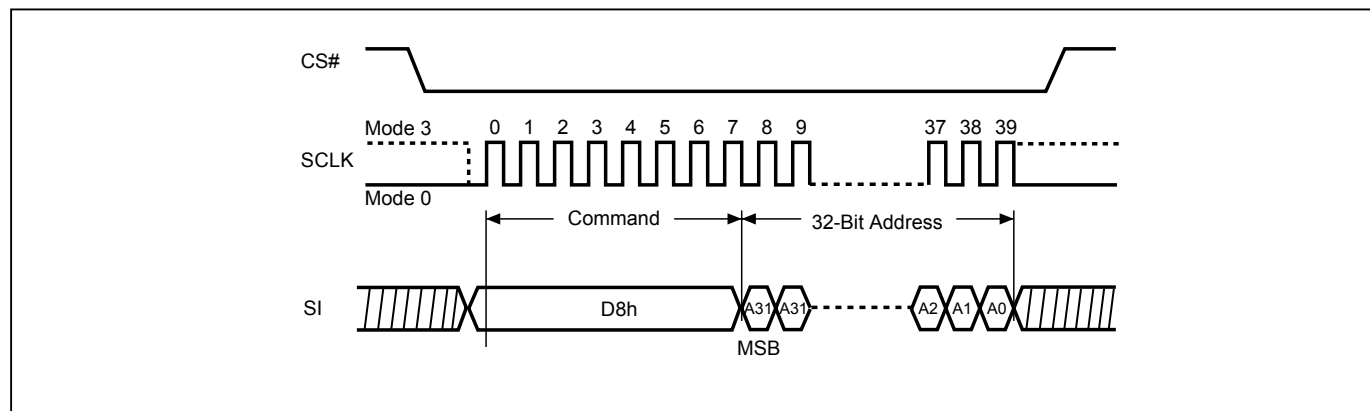 CS#
Mode 3
0 1 2 3 4 5 6 7 8 9 37 38 39
SCLK
Mode 0
Command
32-Bit Address
SI
D8h
A31 A31 A2 A1 A0
MSB